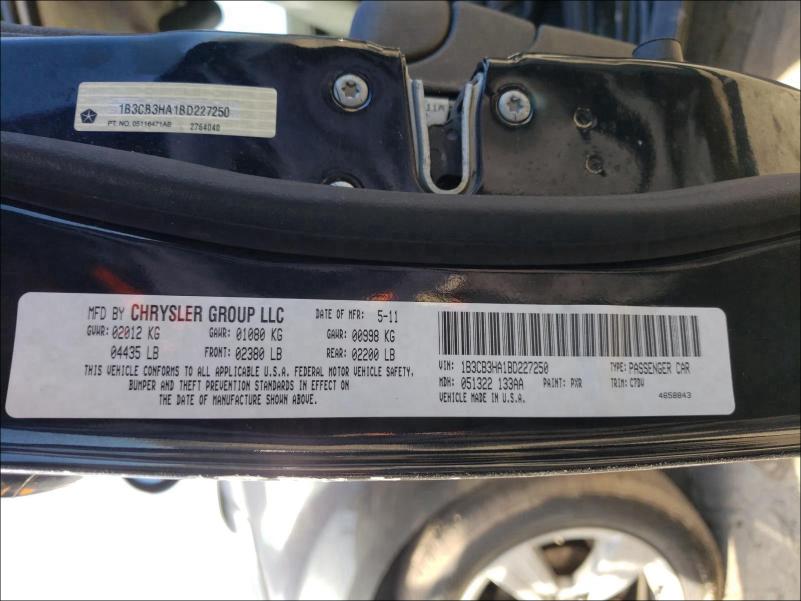 1B3CB3HA1BD227250
PT. NO. 05116471AB 2764040
11A
MFD BY CHRYSLER GROUP LLC DATE OF MFR: 5-11
GVWR: 02012 KG GAWR: 01080 KG GAWR: 00998 KG
04435 LB FRONT: 02380 LB REAR: 02200 LB
THIS VEHICLE CONFORMS TO ALL APPLICABLE U.S.A. FEDERAL MOTOR VEHICLE SAFETY,
BUMPER AND THEFT PREVENTION STANDARDS IN EFFECT ON
THE DATE OF MANUFACTURE SHOWN ABOVE.
VIN: 1B3CB3HA1BD227250 TYPE: PASSENGER CAR
MDH: 051322 133AA PAINT: PXR TRIM: C7DV
VEHICLE MADE IN U.S.A. 4658843